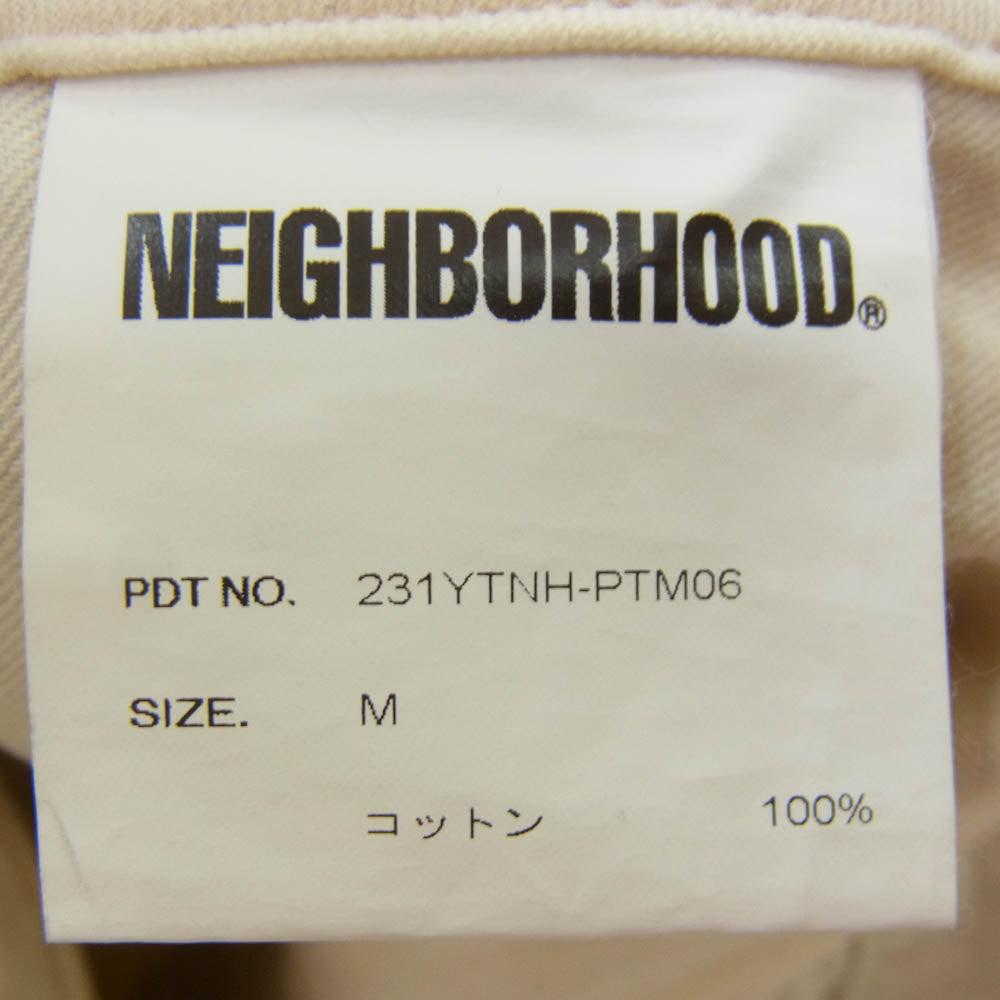 NEIGHBORHOOD®
PDT NO. 231YTNH-PTM06
SIZE. M
コットン 100%